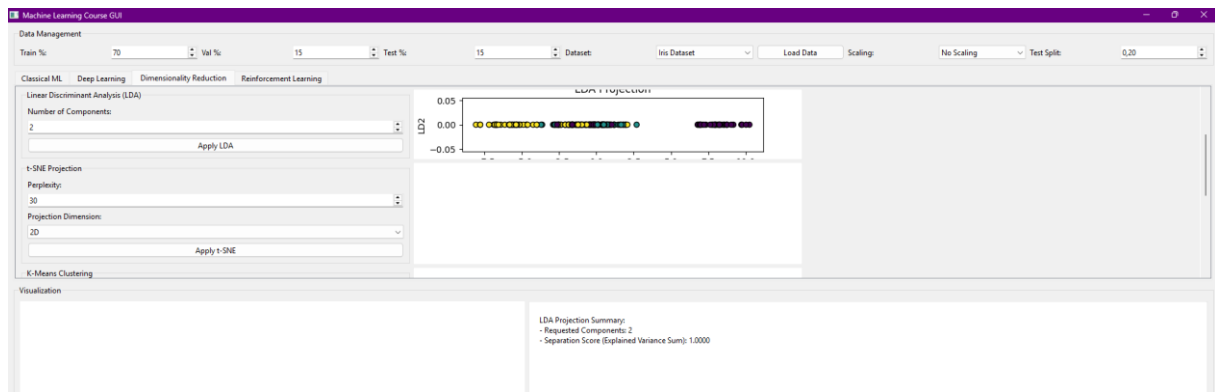 Machine Learning Course GUI
Data Management
Train %: 70 Val %: 15 Test %: 15 Dataset: Iris Dataset Load Data Scaling: No Scaling Test Split: 0,20
Classical ML Deep Learning Dimensionality Reduction Reinforcement Learning
Linear Discriminant Analysis (LDA)
Number of Components:
2
Apply LDA
t-SNE Projection
Perplexity:
30
Projection Dimension:
2D
Apply t-SNE
K-Means Clustering
LDA Projection
0.05
0.00
−0.05
LD2
Visualization
LDA Projection Summary:
- Requested Components: 2
- Separation Score (Explained Variance Sum): 1.0000